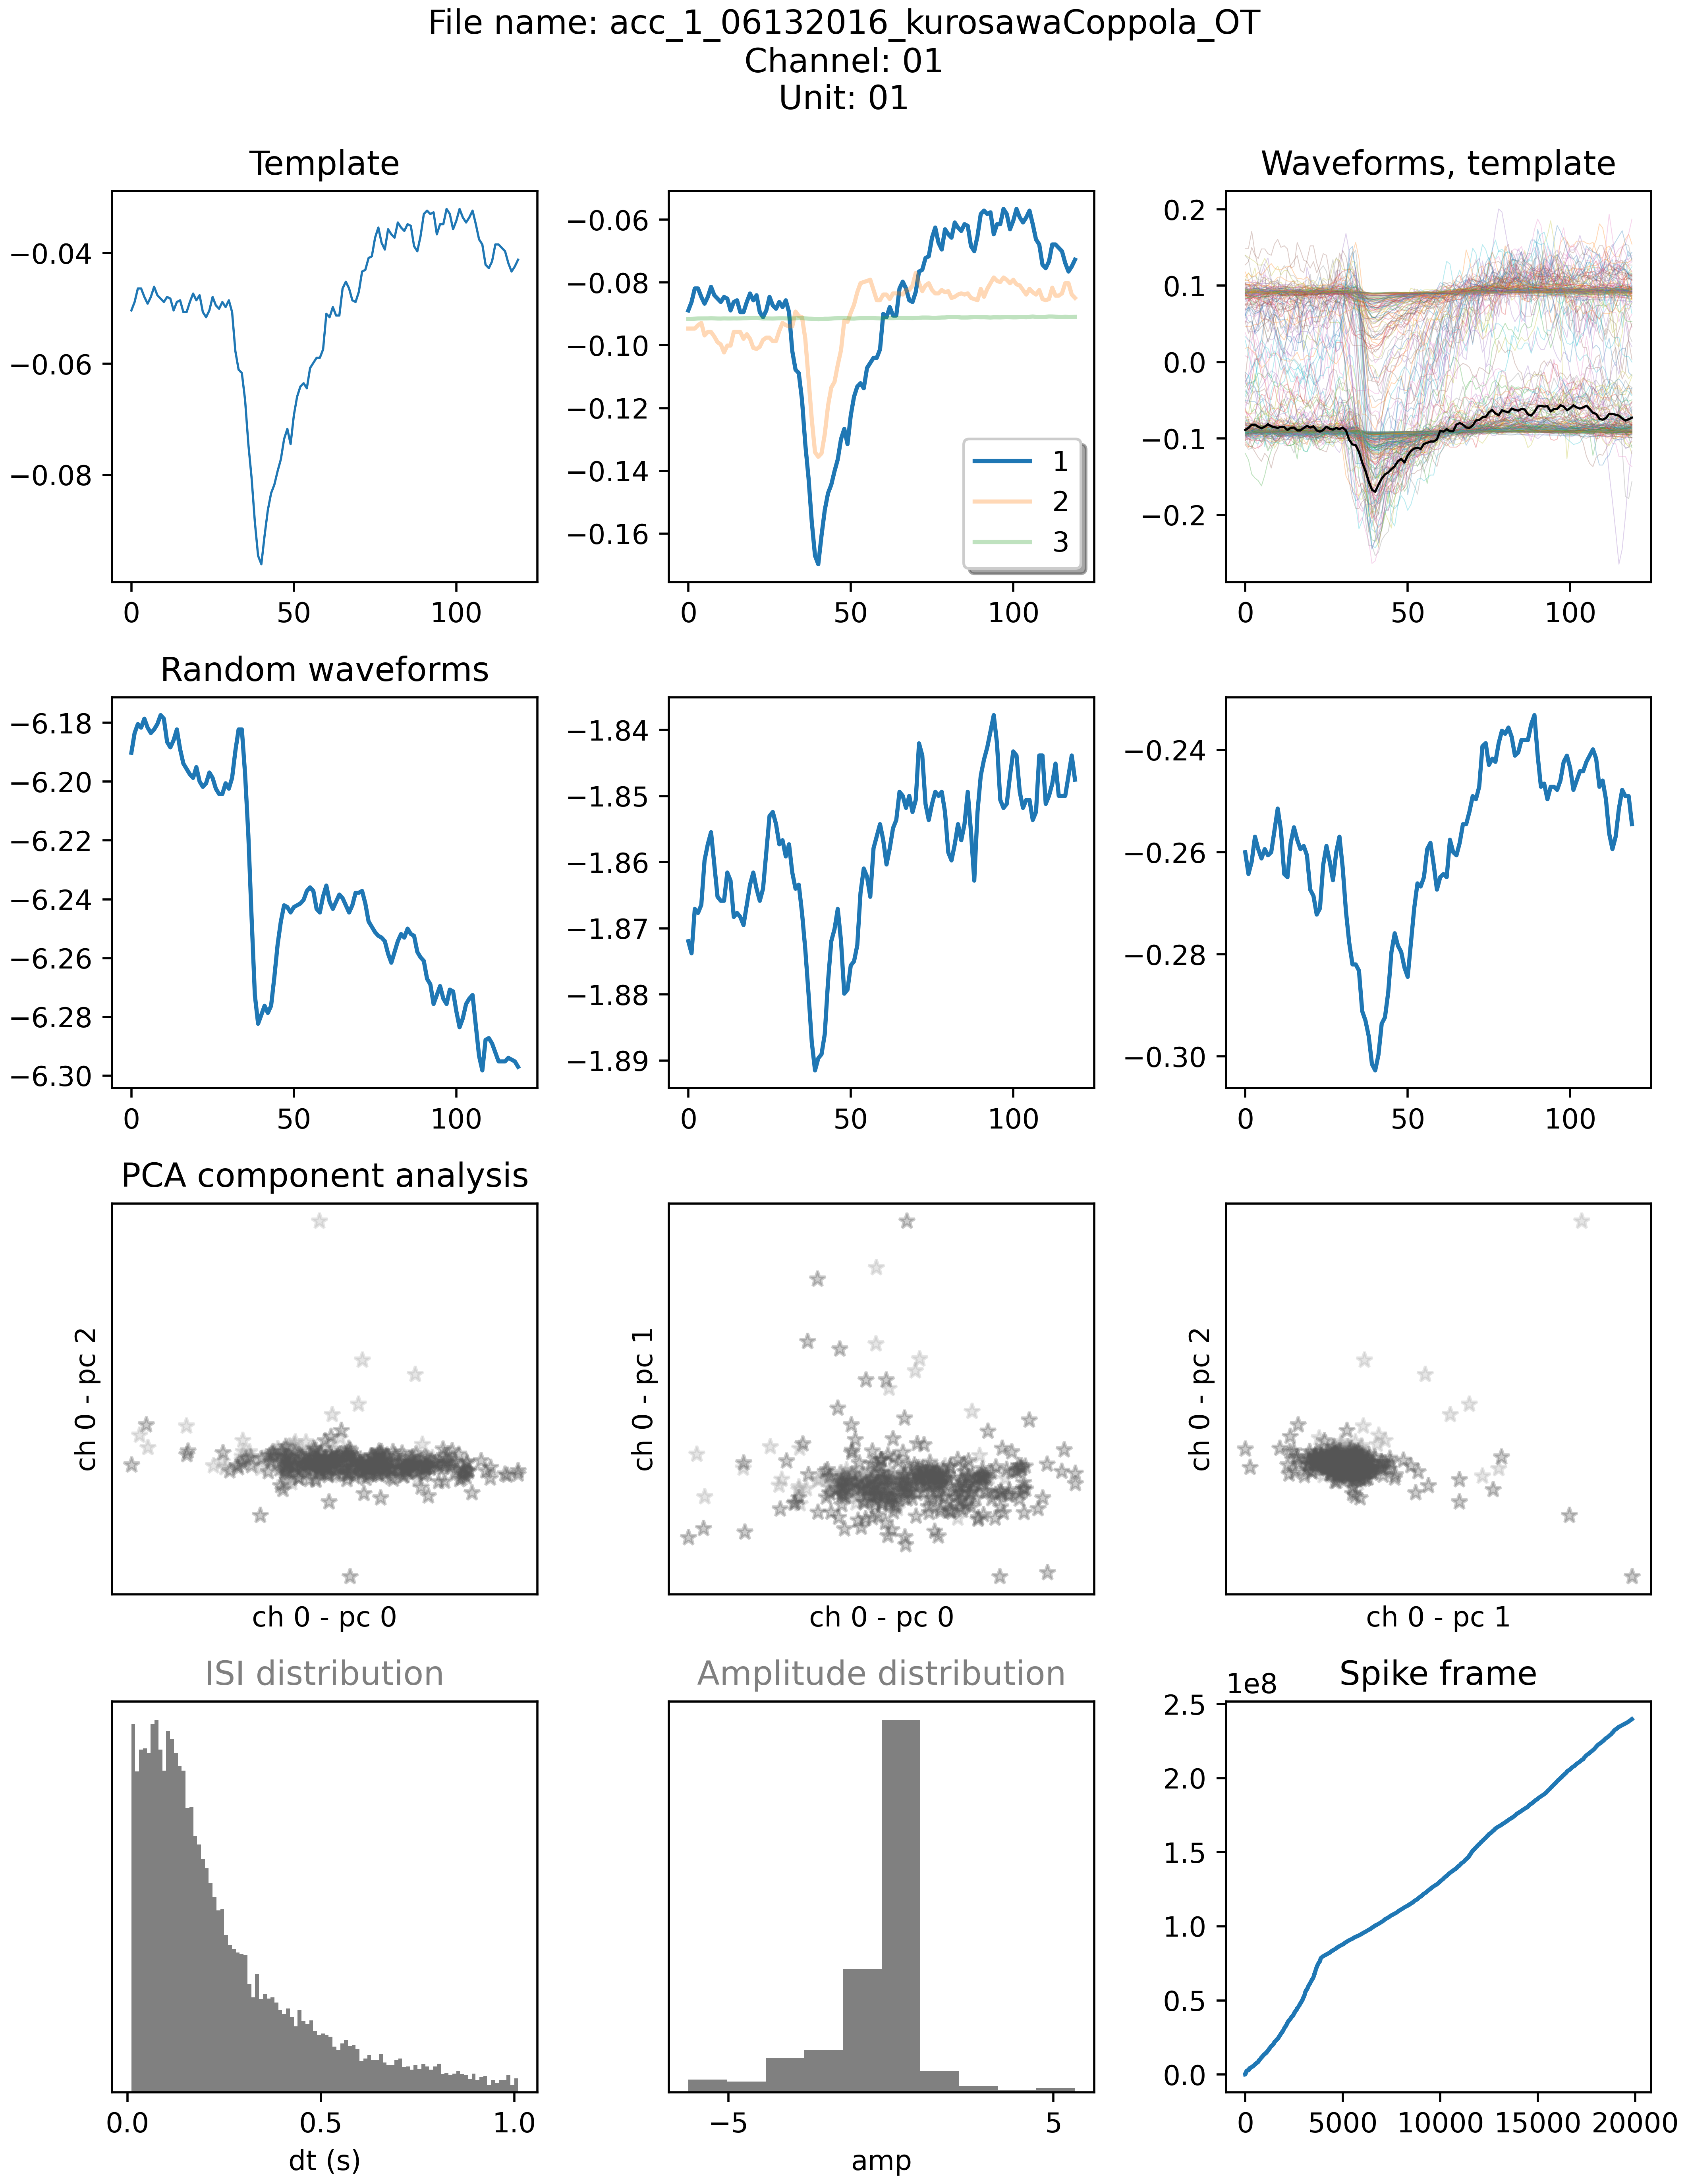 File name: acc_1_06132016_kurosawaCoppola_OT
Channel: 01
Unit: 01
Template
Waveforms, template
−0.04
−0.06
−0.08
0 50 100
−0.06
−0.08
−0.10
−0.12
−0.14
−0.16
1
2
3
0 50 100
0.2
0.1
0.0
−0.1
−0.2
0 50 100
Random waveforms
−6.18
−6.20
−6.22
−6.24
−6.26
−6.28
−6.30
0 50 100
−1.84
−1.85
−1.86
−1.87
−1.88
−1.89
0 50 100
−0.24
−0.26
−0.28
−0.30
0 50 100
PCA component analysis
ch 0 - pc 2
ch 0 - pc 0
ch 0 - pc 1
ch 0 - pc 0
ch 0 - pc 2
ch 0 - pc 1
ISI distribution
0.0 0.5 1.0
dt (s)
Amplitude distribution
−5 5
amp
Spike frame
1e8
2.5
2.0
1.5
1.0
0.5
0.0
0 5000 10000 15000 20000